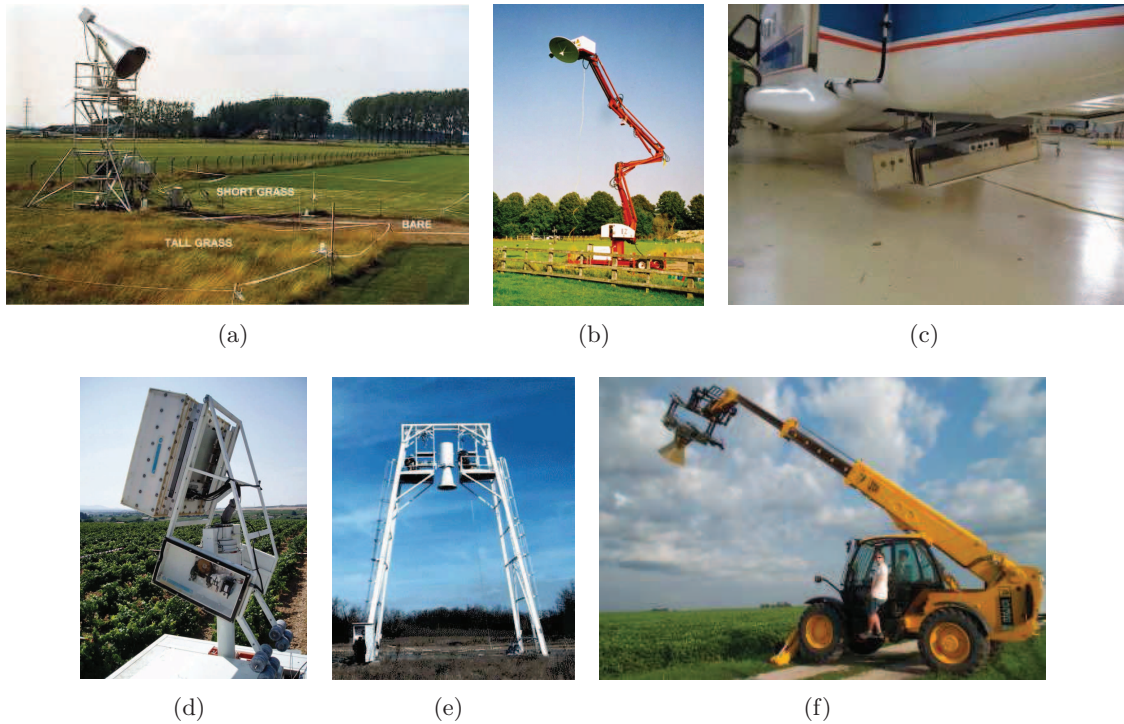 SHORT GRASS
BARE
TALL GRASS
(a)
(b)
(c)
(d)
(e)
(f)